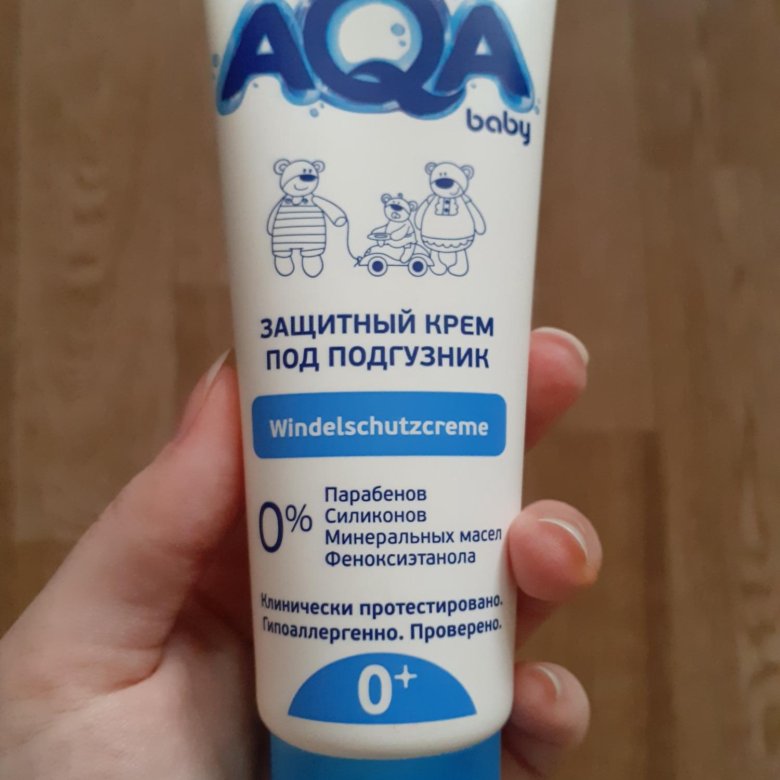 AQA
baby
ЗАЩИТНЫЙ КРЕМ
ПОД ПОДГУЗНИК
Windelschutzcreme
0%
Парабенов
Силиконов
Минеральных масел
Феноксиэтанола
Клинически протестировано.
Гипоаллергенно. Проверено.
0+